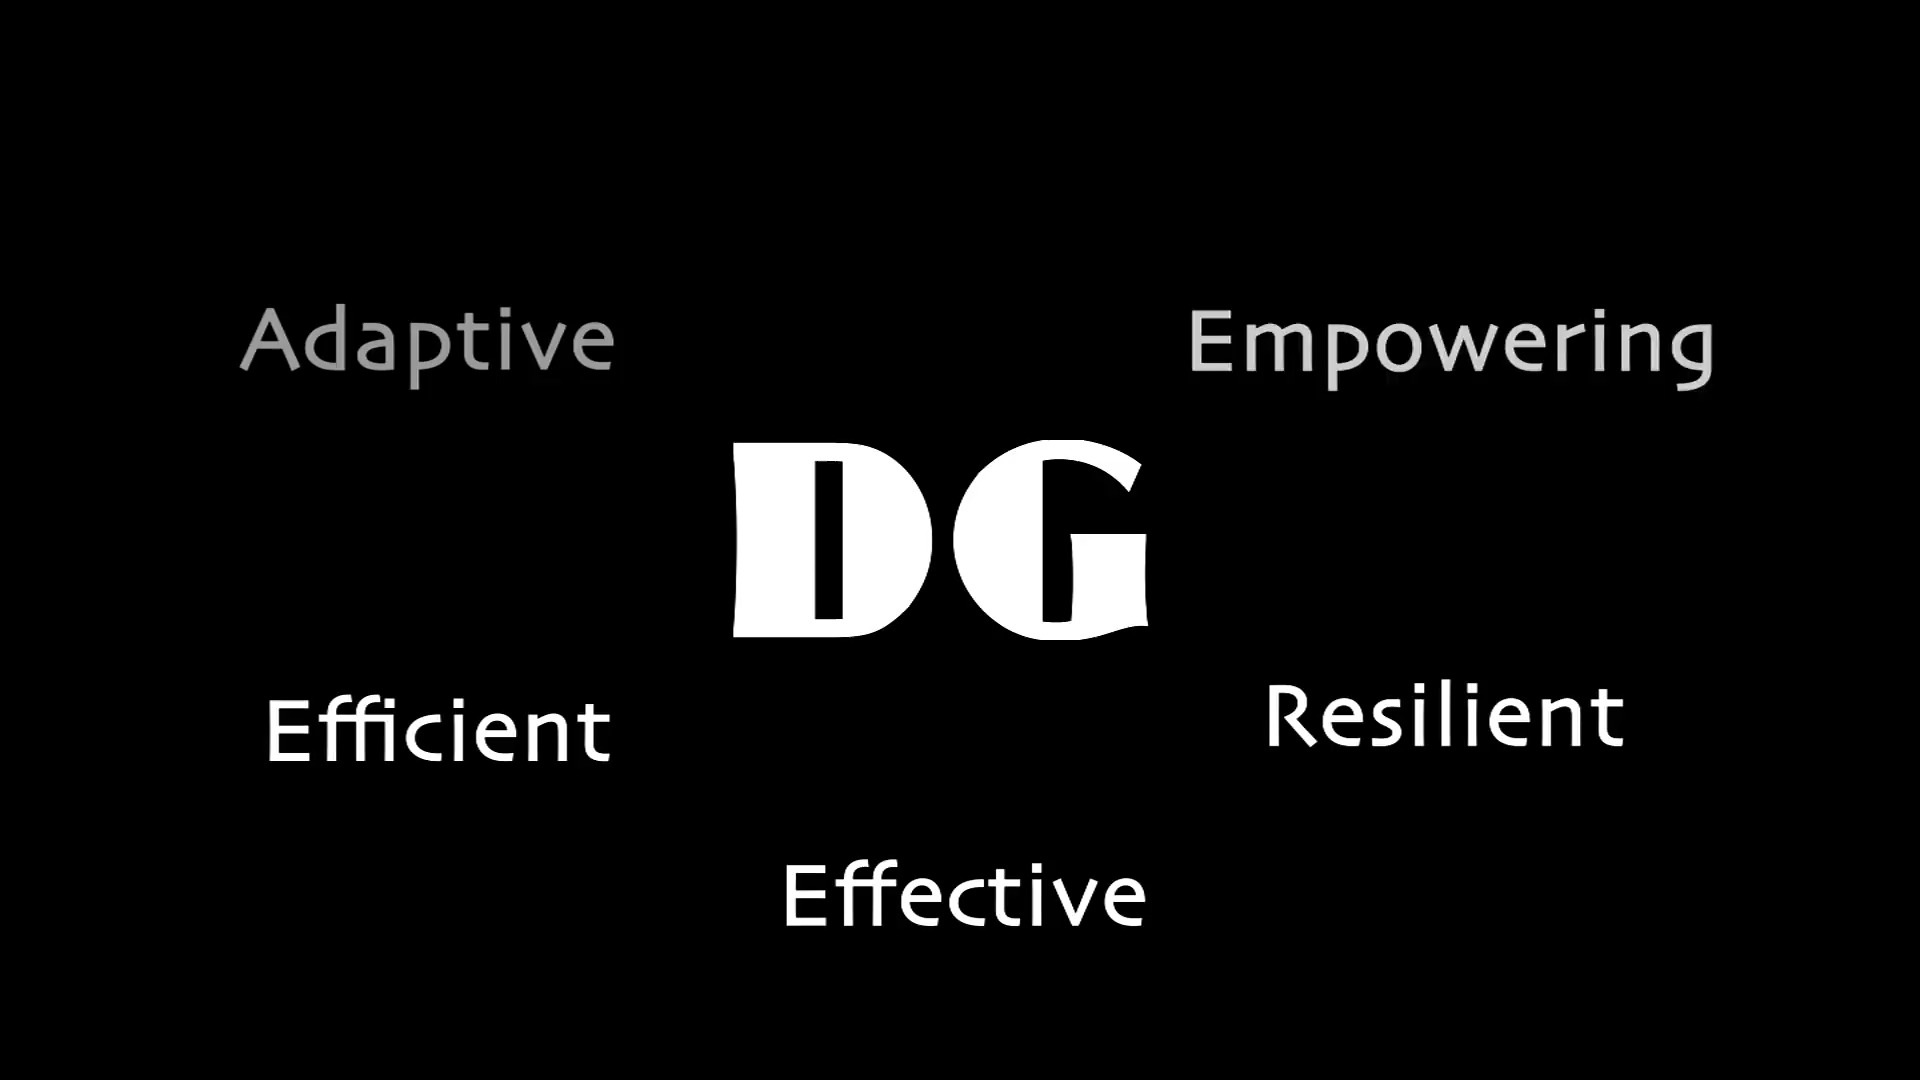 Adaptive
Empowering
DG
Efficient
Resilient
Effective